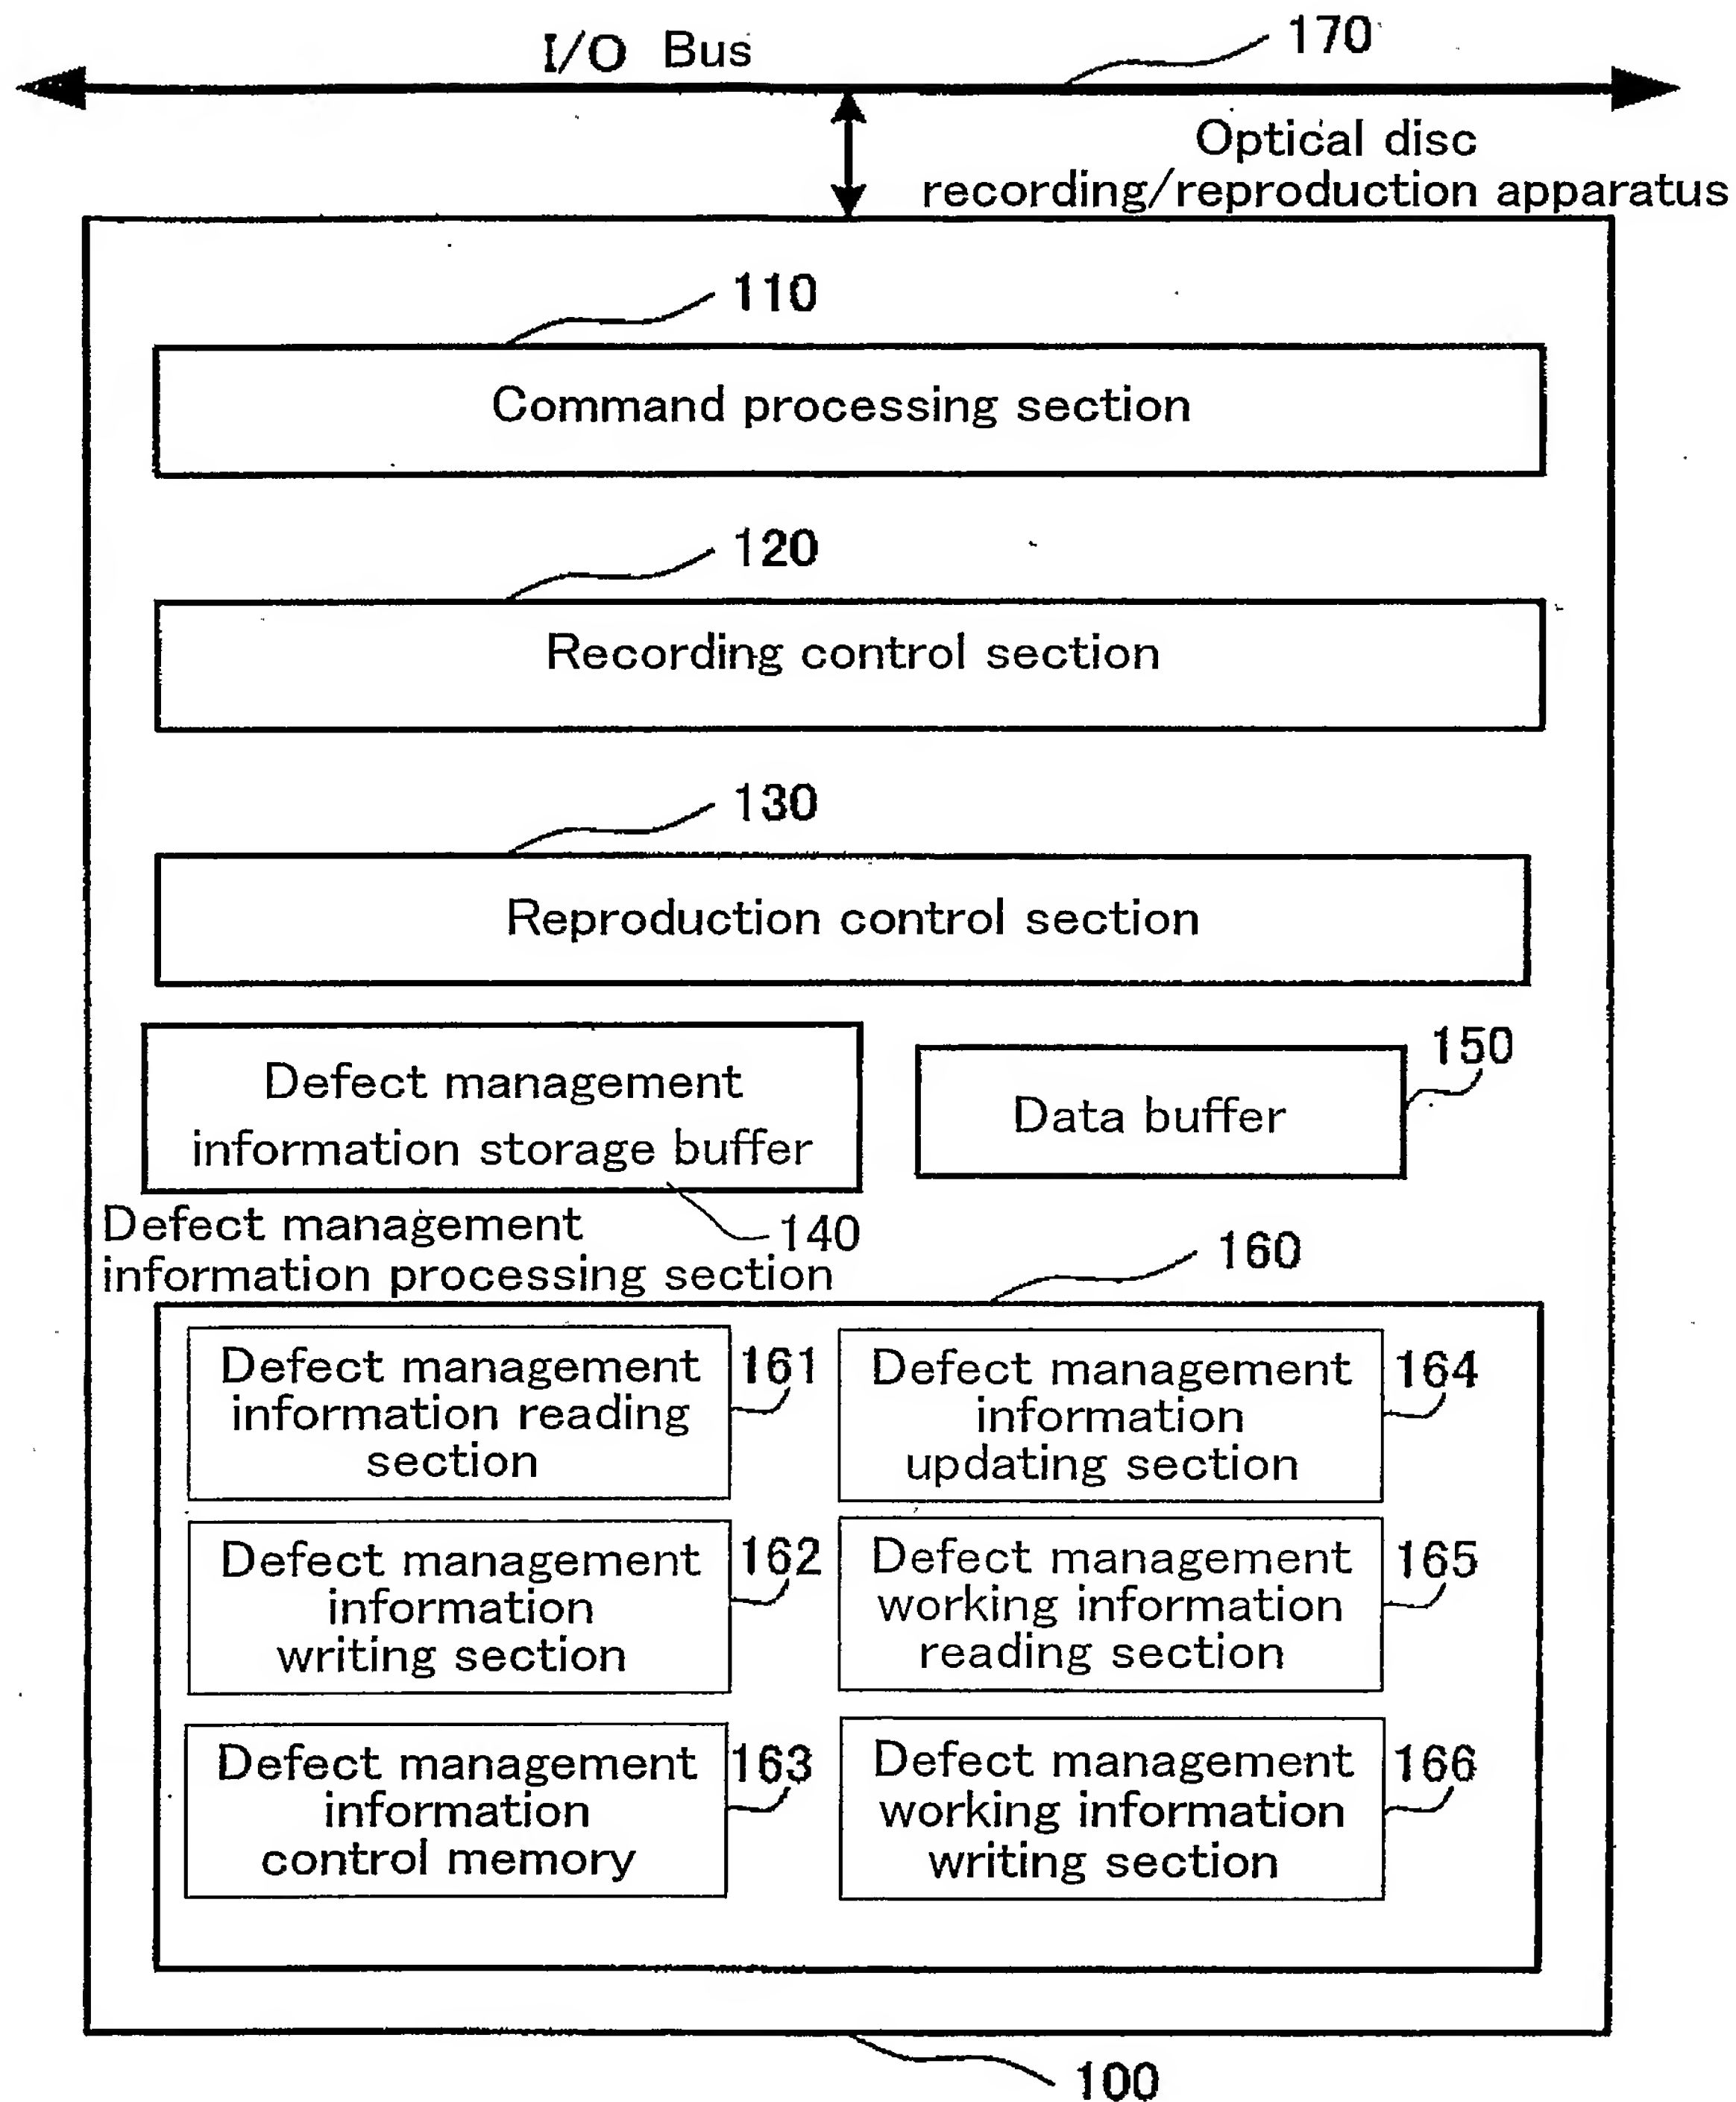 I/O Bus
170
Optical disc
recording/reproduction apparatus
110
Command processing section
120
Recording control section
130
Reproduction control section
Defect management
information storage buffer
140
Data buffer
150
Defect management
information processing section
160
Defect management
information reading
section
161
Defect management
information
updating section
164
Defect management
information
writing section
162
Defect management
working information
reading section
165
Defect management
information
control memory
163
Defect management
working information
writing section
166
100